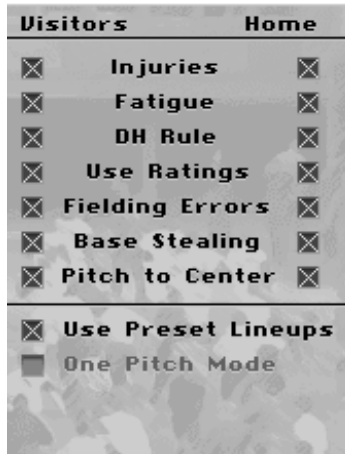 Visitors Home
Injuries
Fatigue
DH Rule
Use Ratings
Fielding Errors
Base Stealing
Pitch to Center
Use Preset Lineups
One Pitch Mode